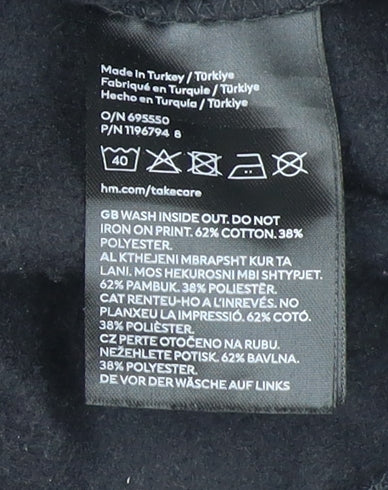 Made in Turkey / Türkiye
Fabriqué en Turquie / Türkiye
Hecho en Turquía / Türkiye
O/N 695550
P/N 1196794 8
40
hm.com/takecare
GB WASH INSIDE OUT. DO NOT
IRON ON PRINT. 62% COTTON. 38%
POLYESTER.
AL KTHEJENI MBRAPSHT KUR TA
LANI. MOS HEKUROSNI MBI SHTYPJET.
62% PAMBUK. 38% POLIESTËR.
CAT RENTEU-HO A L'INREVÉS. NO
PLANXEU LA IMPRESSIÓ. 62% COTÓ.
38% POLIÈSTER.
CZ PERTE OTOČENO NA RUBU.
NEŽEHLETE POTISK. 62% BAVLNA.
38% POLYESTER.
DE VOR DER WÄSCHE AUF LINKS